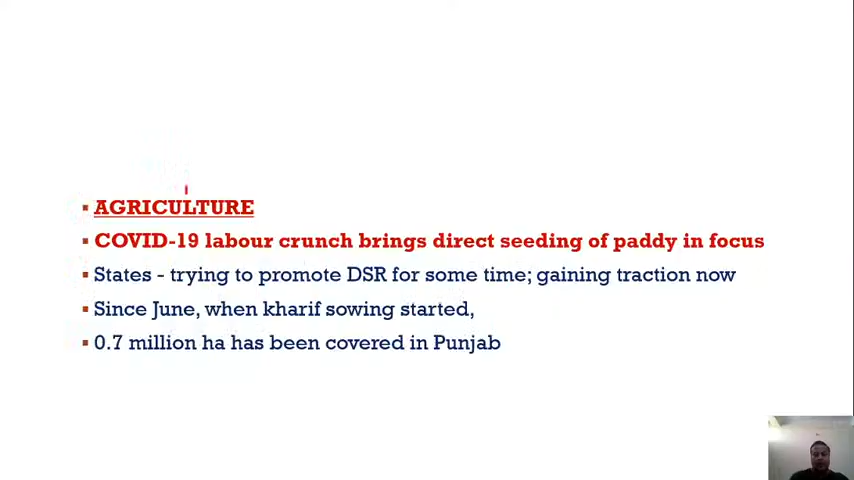 AGRICULTURE
COVID-19 labour crunch brings direct seeding of paddy in focus
States - trying to promote DSR for some time; gaining traction now
Since June, when kharif sowing started,
0.7 million ha has been covered in Punjab